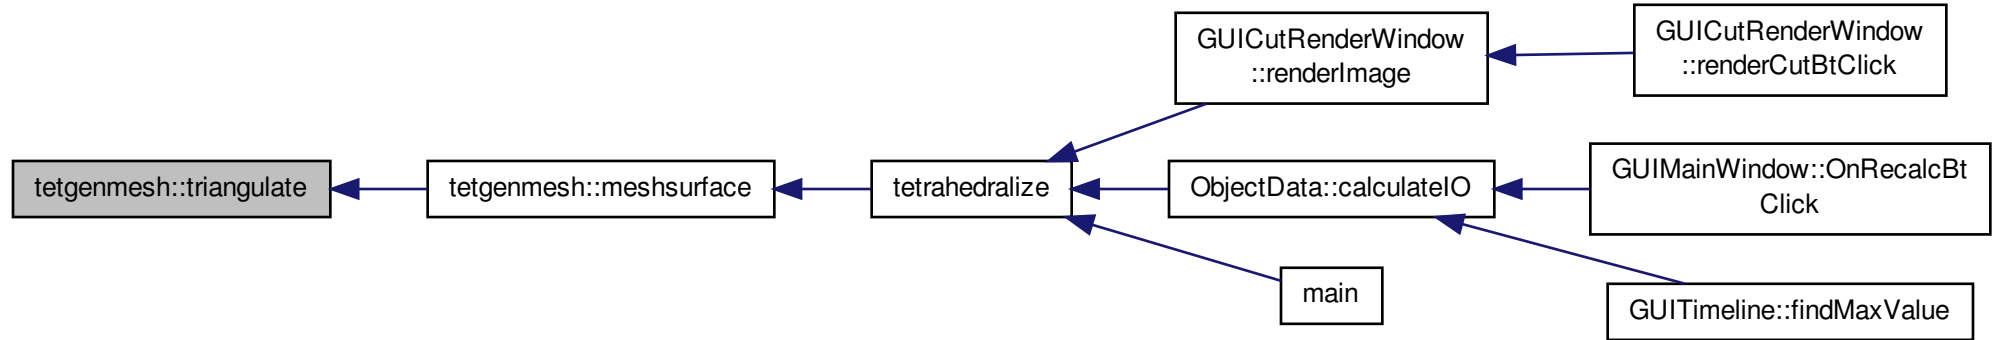 tetgenmesh::triangulate
tetgenmesh::meshsurface
tetrahedralize
GUICutRenderWindow
::renderImage
GUICutRenderWindow
::renderCutBtClick
ObjectData::calculateIO
GUIMainWindow::OnRecalcBt
Click
main
GUITimeline::findMaxValue